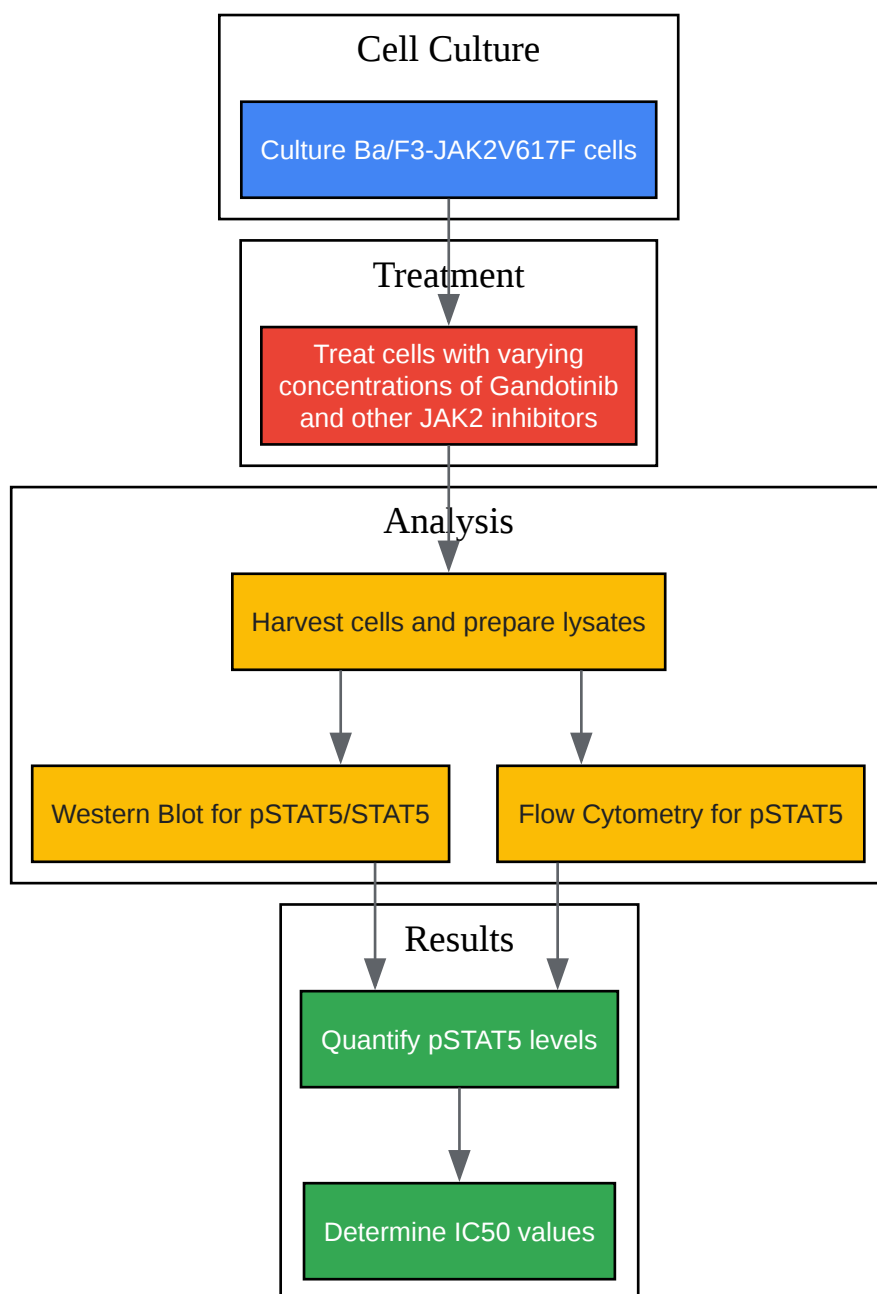 Cell Culture
Culture Ba/F3-JAK2V617F cells
Treatment
Treat cells with varying
concentrations of Gandotinib
and other JAK2 inhibitors
Analysis
Harvest cells and prepare lysates
Western Blot for pSTAT5/STAT5
Flow Cytometry for pSTAT5
Results
Quantify pSTAT5 levels
Determine IC50 values